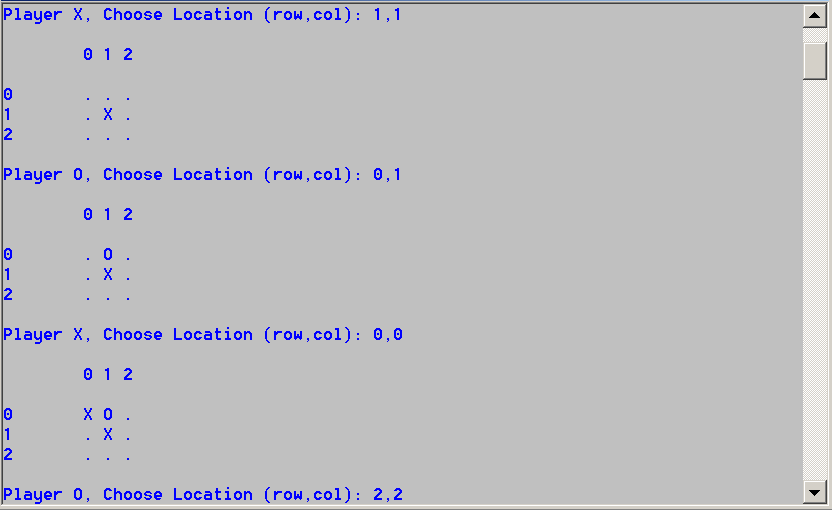 Player X, Choose Location (row,col): 1,1
0 1 2
0 . . .
1 . X .
2 . . .
Player O, Choose Location (row,col): 0,1
0 1 2
0 . O .
1 . X .
2 . . .
Player X, Choose Location (row,col): 0,0
0 1 2
0 X O .
1 . X .
2 . . .
Player O, Choose Location (row,col): 2,2